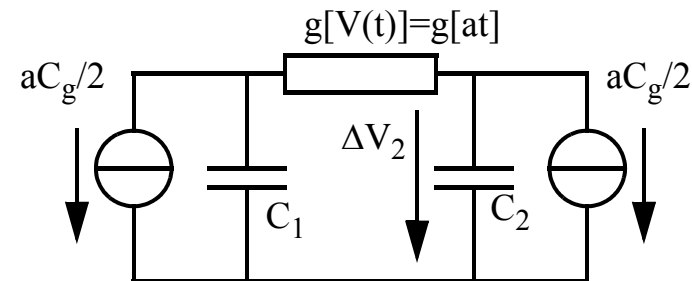 g[V(t)]=g[at]
aC_g/2
aC_g/2
ΔV_2
C_1
C_2